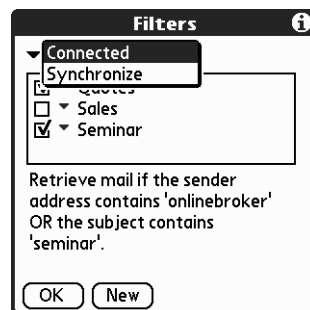 Filters
Connected
Synchronize
Quotes
Sales
Seminar
Retrieve mail if the sender
address contains 'onlinebroker'
OR the subject contains
'seminar'.
OK New